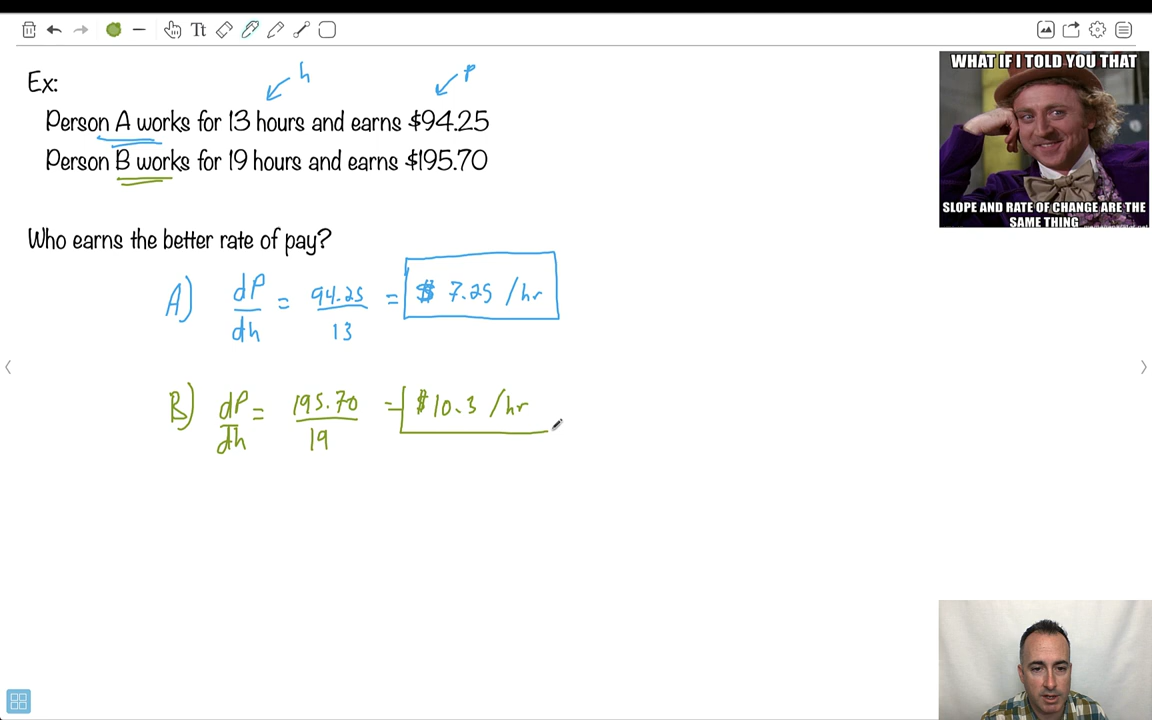 Tt
WHAT IF I TOLD YOU THAT
SLOPE AND RATE OF CHANGE ARE THE
SAME THING
h
P
Ex:
Person A works for 13 hours and earns $94.25
Person B works for 19 hours and earns $195.70
Who earns the better rate of pay?
A) dP/dh = 94.25/13 = $ 7.25 /hr
B) dP/dh = 195.70/19 = $10.3 /hr